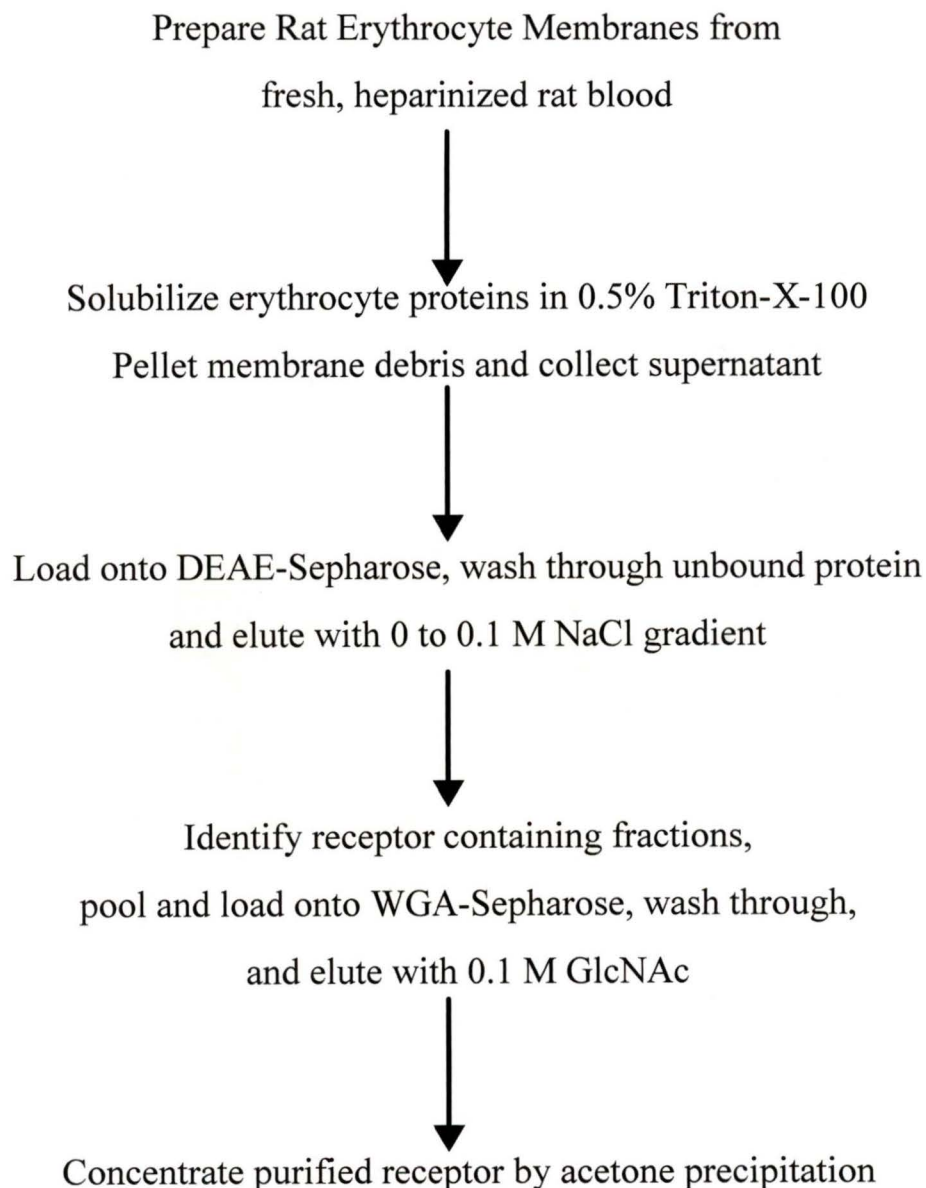 Prepare Rat Erythrocyte Membranes from
fresh, heparinized rat blood
Solubilize erythrocyte proteins in 0.5% Triton-X-100
Pellet membrane debris and collect supernatant
Load onto DEAE-Sepharose, wash through unbound protein
and elute with 0 to 0.1 M NaCl gradient
Identify receptor containing fractions,
pool and load onto WGA-Sepharose, wash through,
and elute with 0.1 M GlcNAc
Concentrate purified receptor by acetone precipitation